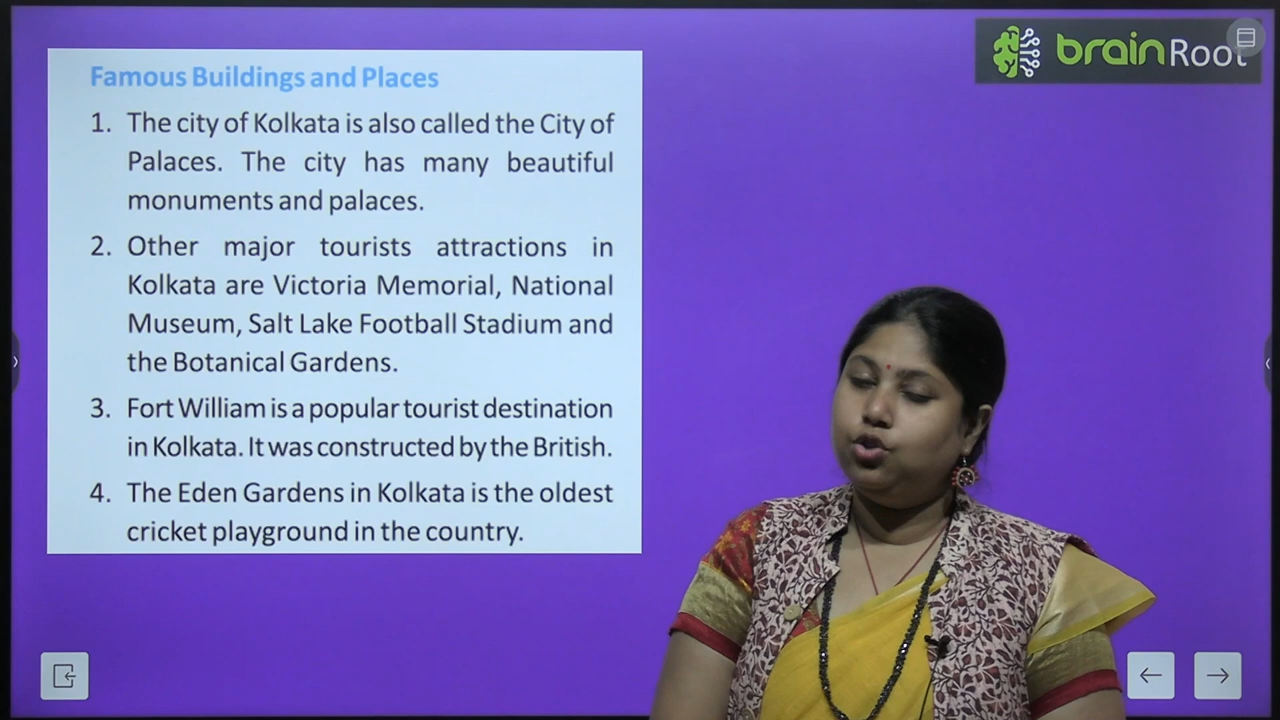 brainRoot
Famous Buildings and Places
1. The city of Kolkata is also called the City of
Palaces. The city has many beautiful
monuments and palaces.
2. Other major tourists attractions in
Kolkata are Victoria Memorial, National
Museum, Salt Lake Football Stadium and
the Botanical Gardens.
3. Fort William is a popular tourist destination
in Kolkata. It was constructed by the British.
4. The Eden Gardens in Kolkata is the oldest
cricket playground in the country.